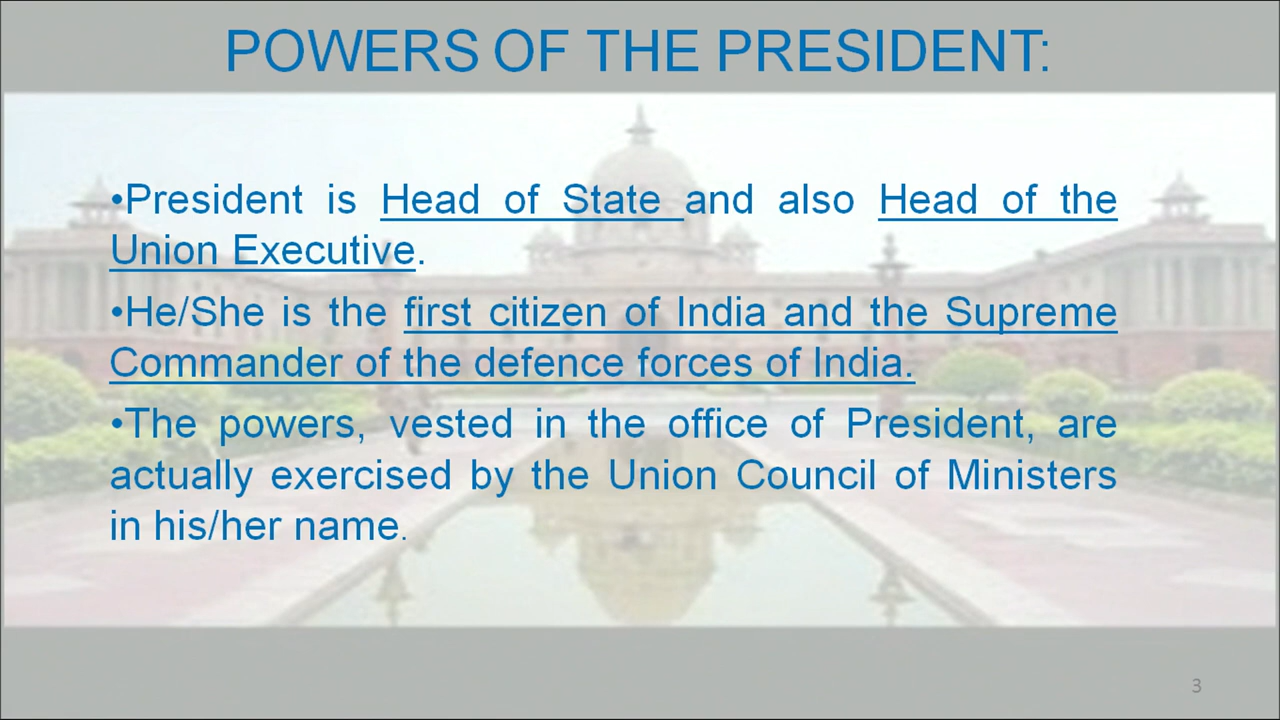 POWERS OF THE PRESIDENT:
•President is Head of State and also Head of the
Union Executive.
•He/She is the first citizen of India and the Supreme
Commander of the defence forces of India.
•The powers, vested in the office of President, are
actually exercised by the Union Council of Ministers
in his/her name.
3